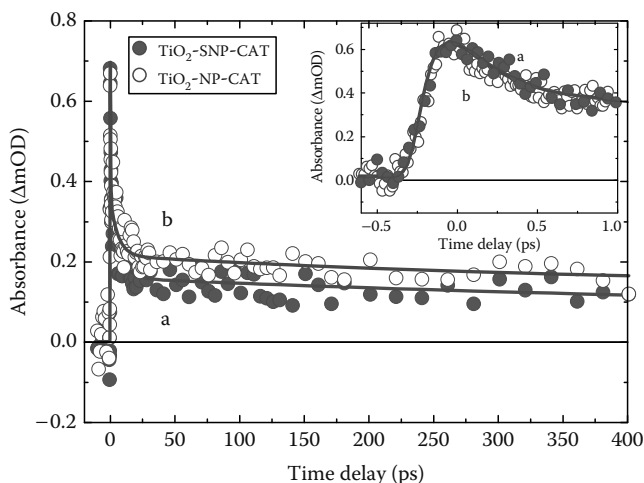 TiO2-SNP-CAT
TiO2-NP-CAT
0.8
0.6
0.4
0.2
0.0
−0.2
Absorbance (ΔmOD)
b
a
0 25 50 75 100 150 200 250 300 350 400
Time delay (ps)
0.6
0.4
0.2
0.0
Absorbance (ΔmOD)
a
b
−0.5 0.0 0.5 1.0
Time delay (ps)